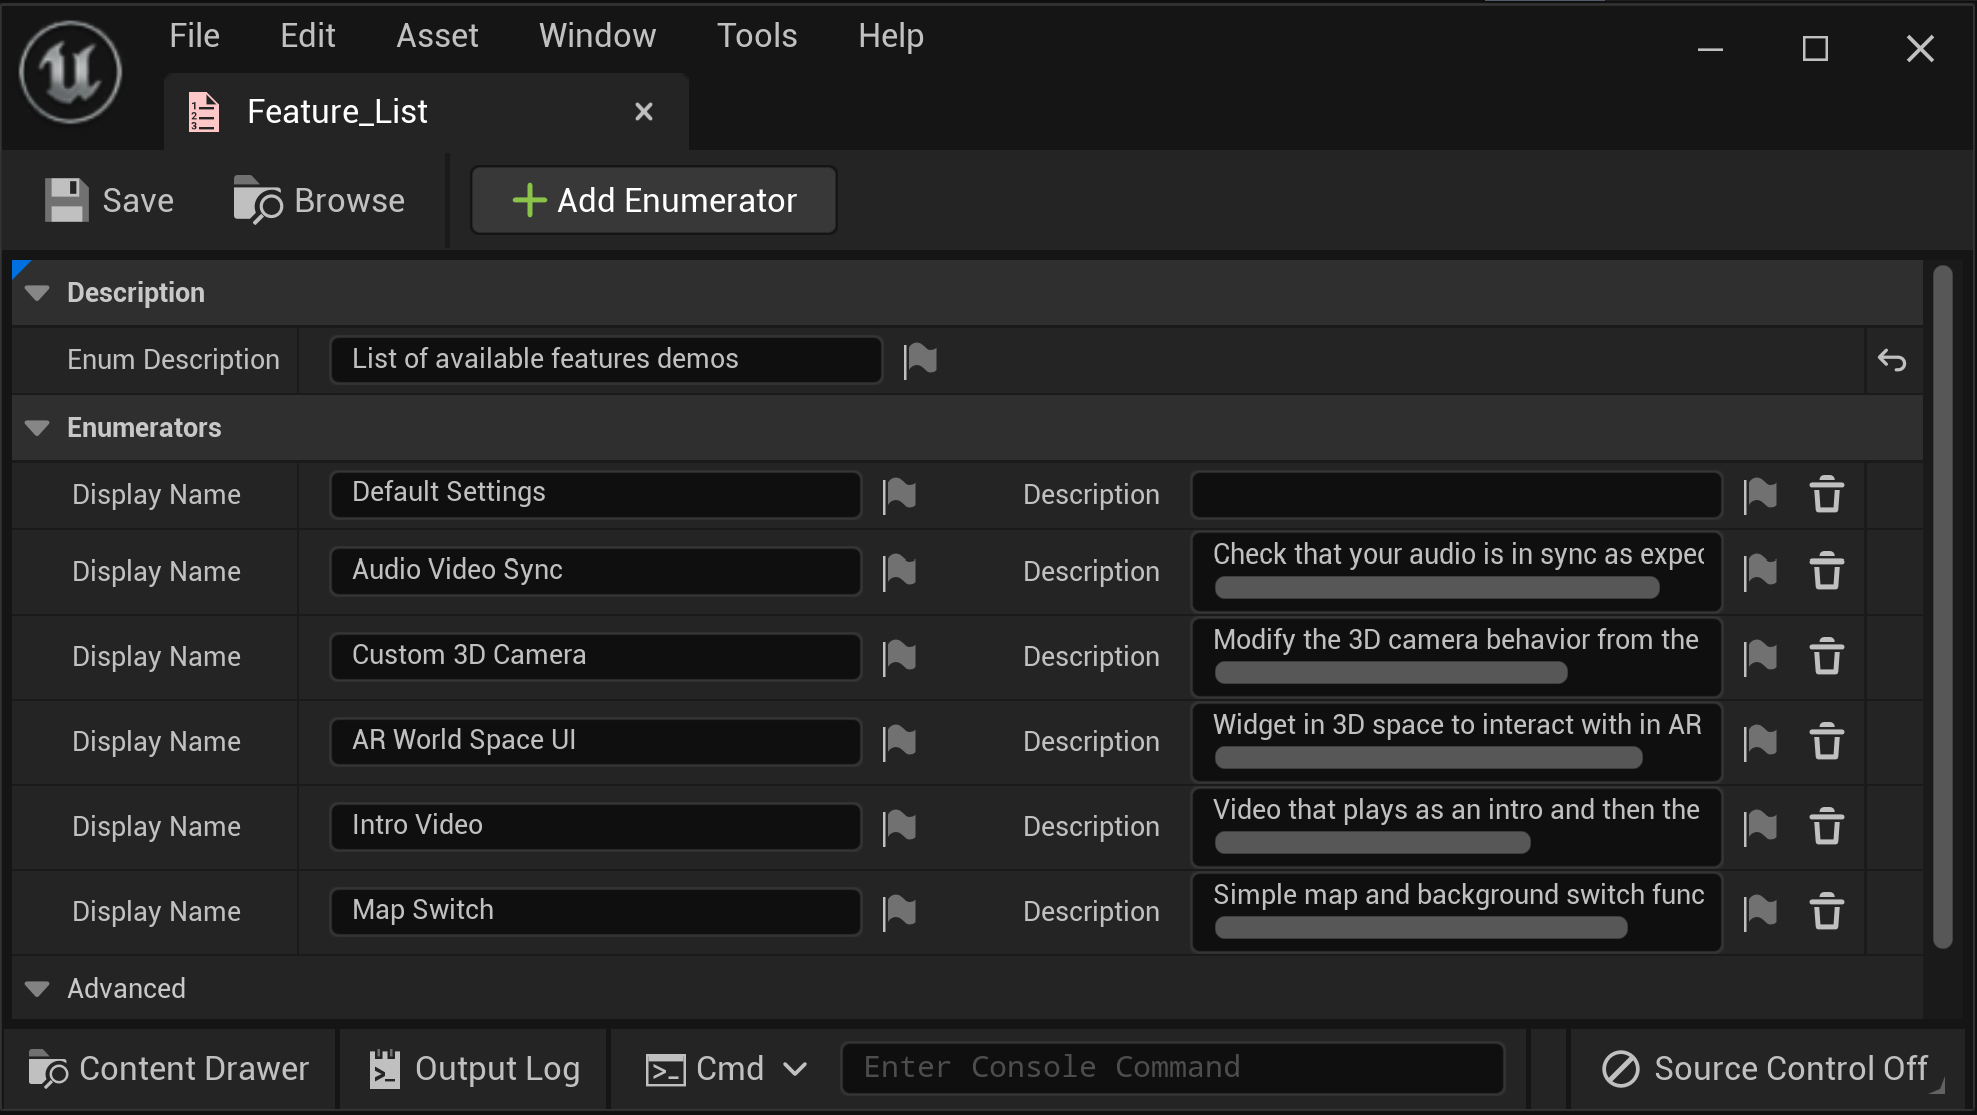 File Edit Asset Window Tools Help
Feature_List
Save Browse Add Enumerator
Description
Enum Description List of available features demos
Enumerators
Display Name Default Settings Description
Display Name Audio Video Sync Description Check that your audio is in sync as
Display Name Custom 3D Camera Description Modify the 3D camera behavior from the
Display Name AR World Space UI Description Widget in 3D space to interact with in AR
Display Name Intro Video Description Video that plays as an intro and then the
Display Name Map Switch Description Simple map and background switch func
Advanced
Content Drawer Output Log Cmd Enter Console Command Source Control Off